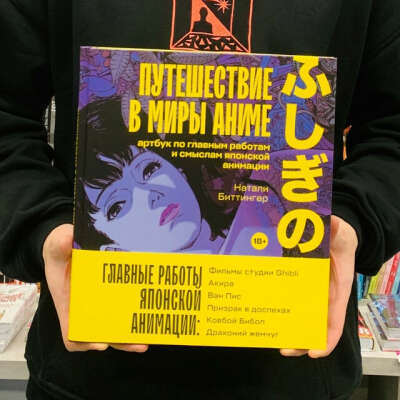 ПУТЕШЕСТВИЕ
В МИРЫ АНИМЕ
артбук по главным работам
и смыслам японской
анимации
Натали
Биттингер
18+
ふしぎの
ГЛАВНЫЕ РАБОТЫ
ЯПОНСКОЙ
АНИМАЦИИ:
Фильмы студии Ghibli
Акира
Ван Пис
Призрак в доспехах
Ковбой Бибоп
Драконий жемчуг